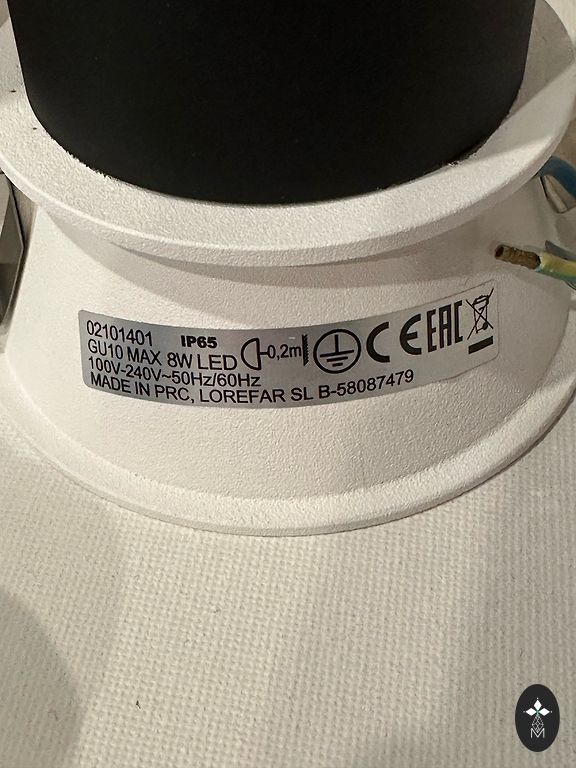 02101401 IP65
GU10 MAX 8W LED 0,2m CE EAC
100V-240V~50Hz/60Hz
MADE IN PRC, LOREFAR SL B-58087479
M